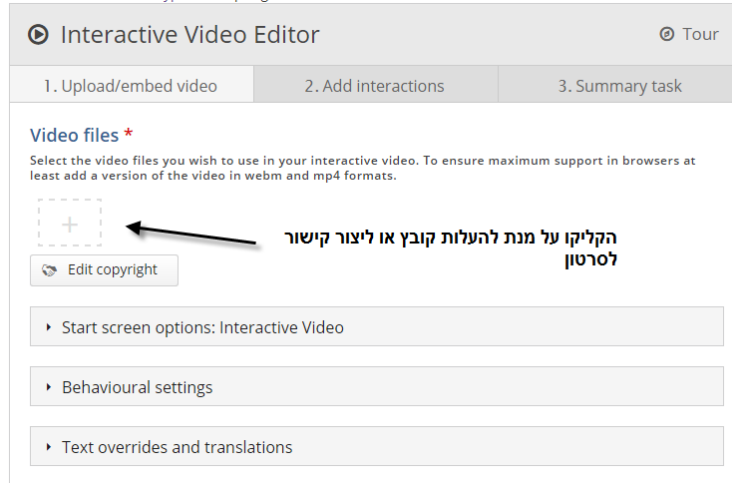 Interactive Video Editor
Tour
1. Upload/embed video
2. Add interactions
3. Summary task
Video files *
Select the video files you wish to use in your interactive video. To ensure maximum support in browsers at
least add a version of the video in webm and mp4 formats.
+
הקליקו על מנת להעלות קובץ או ליצור קישור
לסרטון
Edit copyright
Start screen options: Interactive Video
Behavioural settings
Text overrides and translations